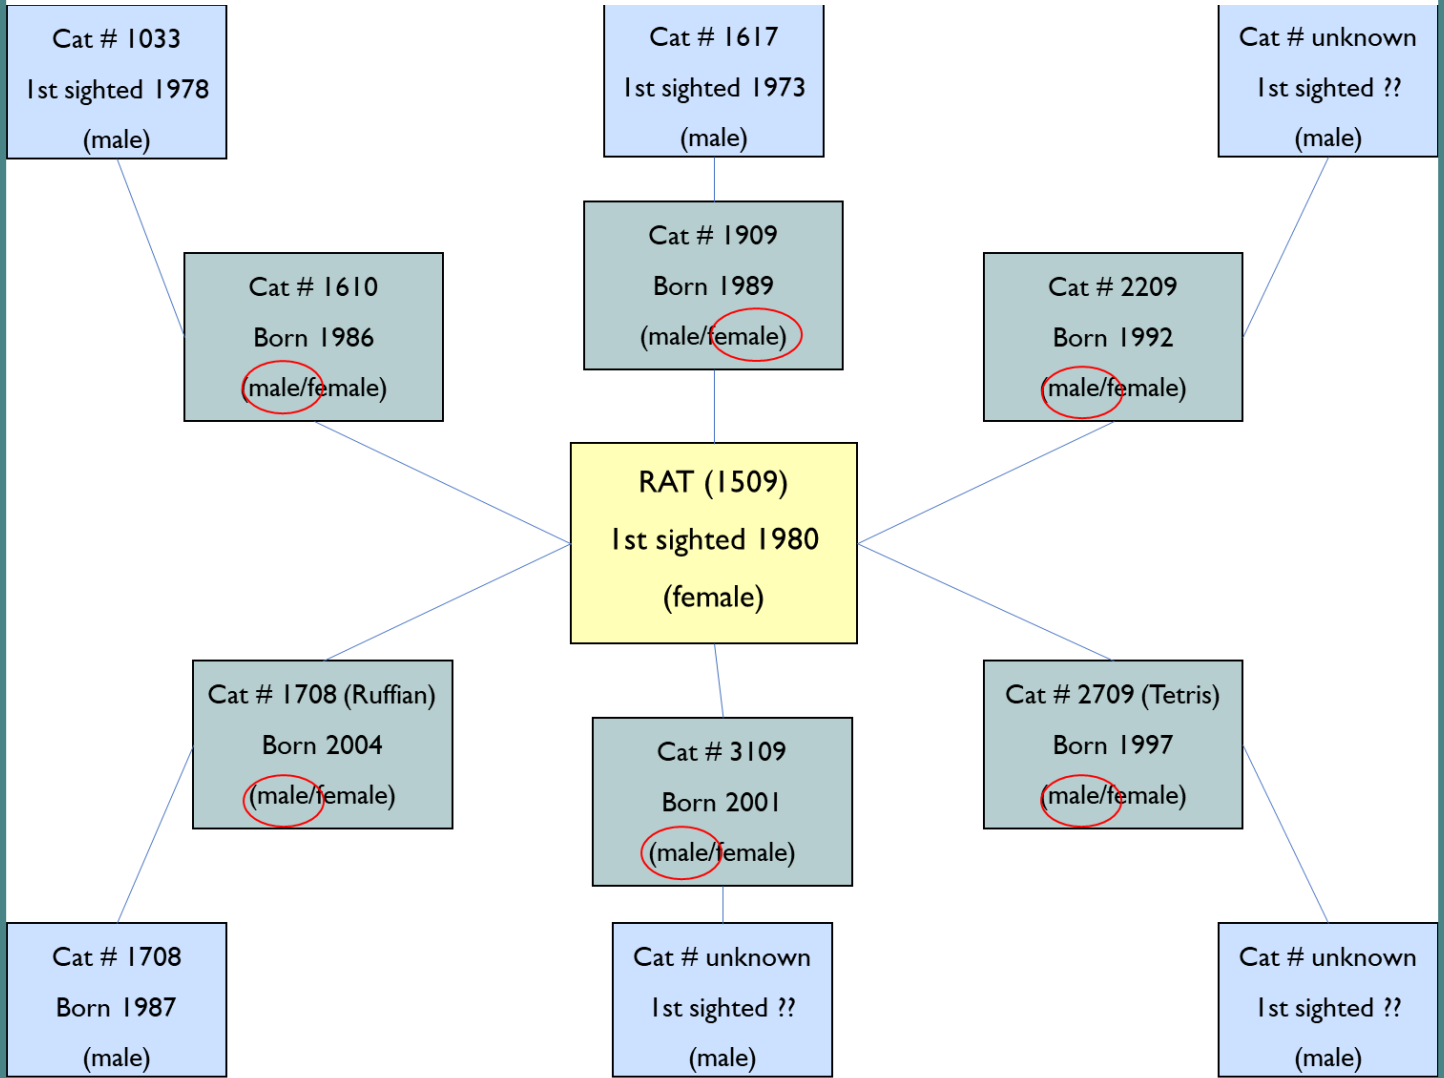 Cat # 1033
1st sighted 1978
(male)
Cat # 1617
1st sighted 1973
(male)
Cat # unknown
1st sighted ??
(male)
Cat # 1610
Born 1986
(male/female)
Cat # 1909
Born 1989
(male/female)
Cat # 2209
Born 1992
(male/female)
RAT (1509)
1st sighted 1980
(female)
Cat # 1708 (Ruffian)
Born 2004
(male/female)
Cat # 3109
Born 2001
(male/female)
Cat # 2709 (Tetris)
Born 1997
(male/female)
Cat # 1708
Born 1987
(male)
Cat # unknown
1st sighted ??
(male)
Cat # unknown
1st sighted ??
(male)